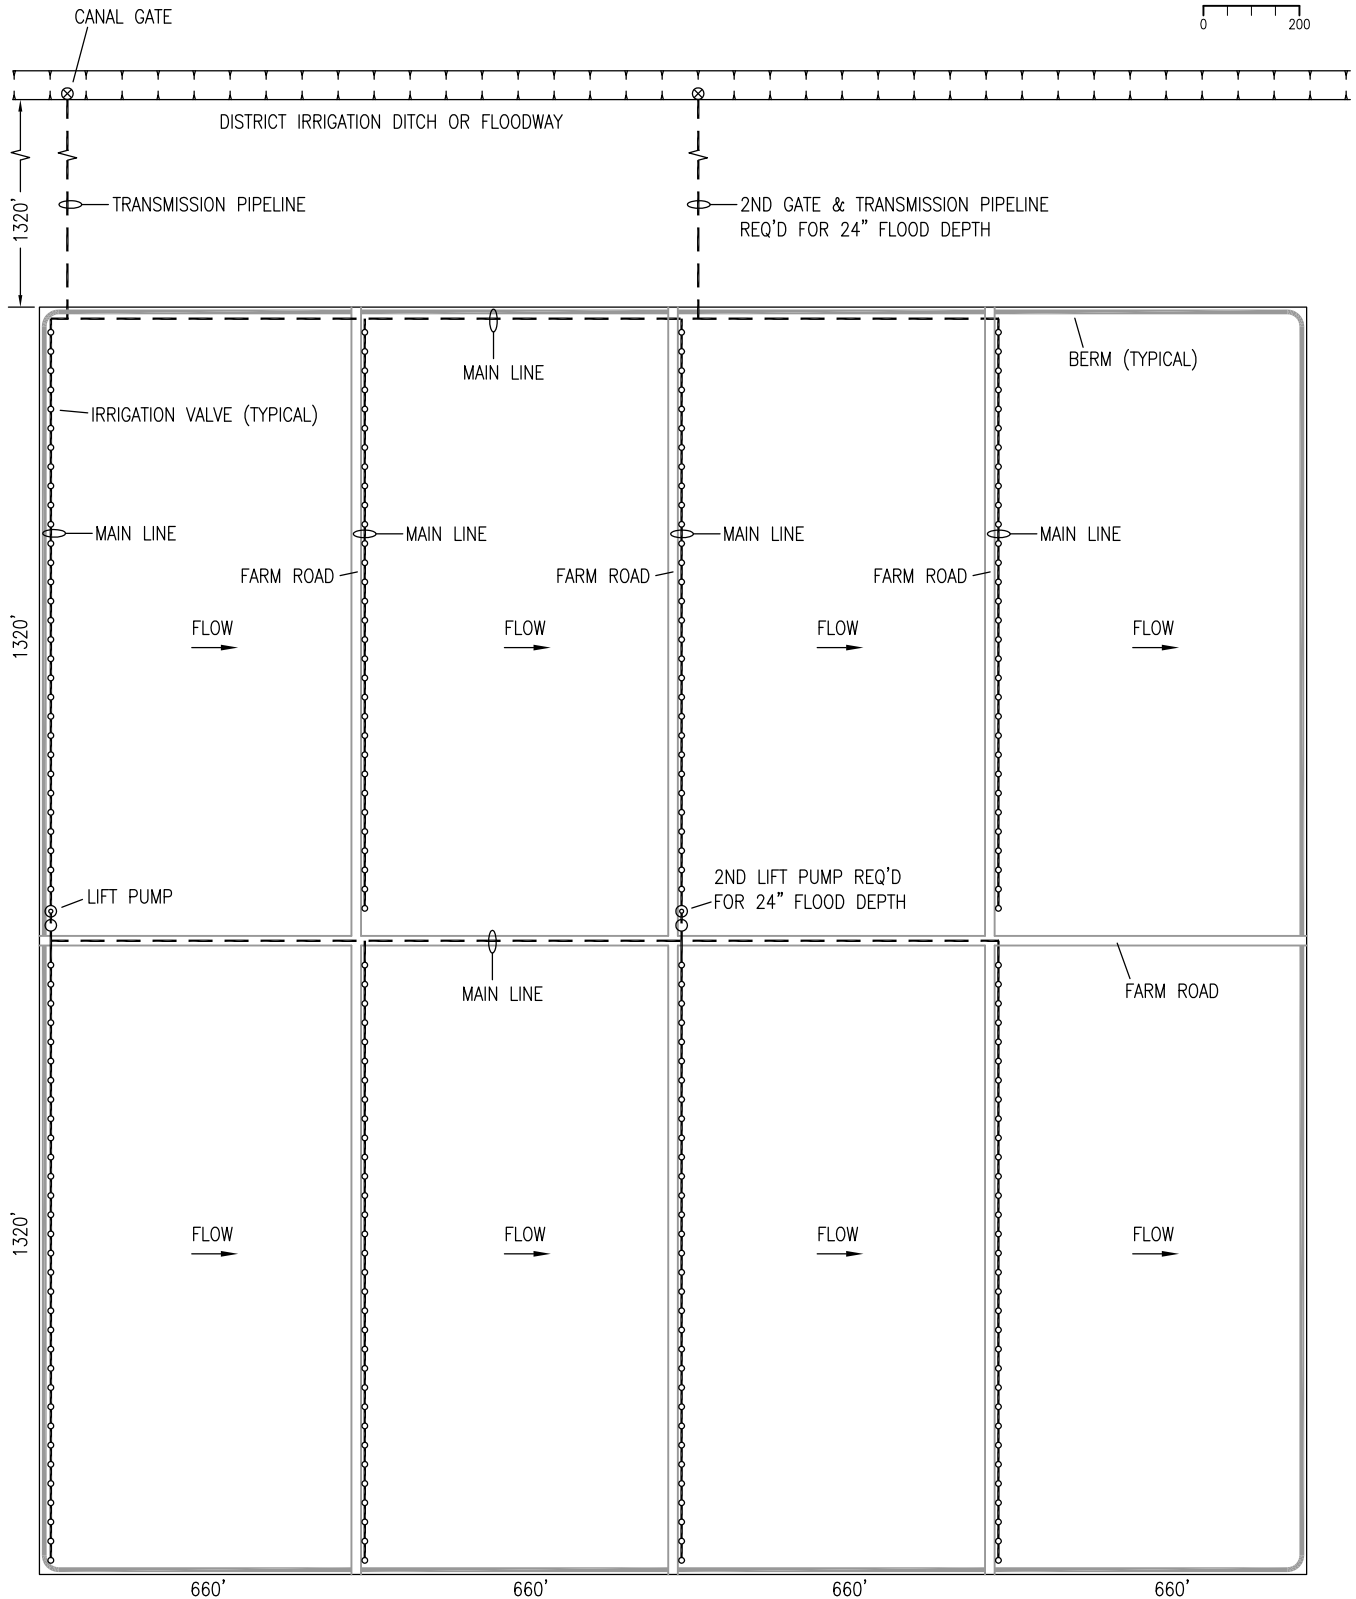 CANAL GATE
0 200
DISTRICT IRRIGATION DITCH OR FLOODWAY
1320'
TRANSMISSION PIPELINE
2ND GATE & TRANSMISSION PIPELINE
REQ'D FOR 24" FLOOD DEPTH
MAIN LINE
BERM (TYPICAL)
IRRIGATION VALVE (TYPICAL)
MAIN LINE
MAIN LINE
MAIN LINE
MAIN LINE
FARM ROAD
FARM ROAD
FARM ROAD
1320'
FLOW
FLOW
FLOW
FLOW
LIFT PUMP
2ND LIFT PUMP REQ'D
FOR 24" FLOOD DEPTH
MAIN LINE
FARM ROAD
1320'
FLOW
FLOW
FLOW
FLOW
660'
660'
660'
660'